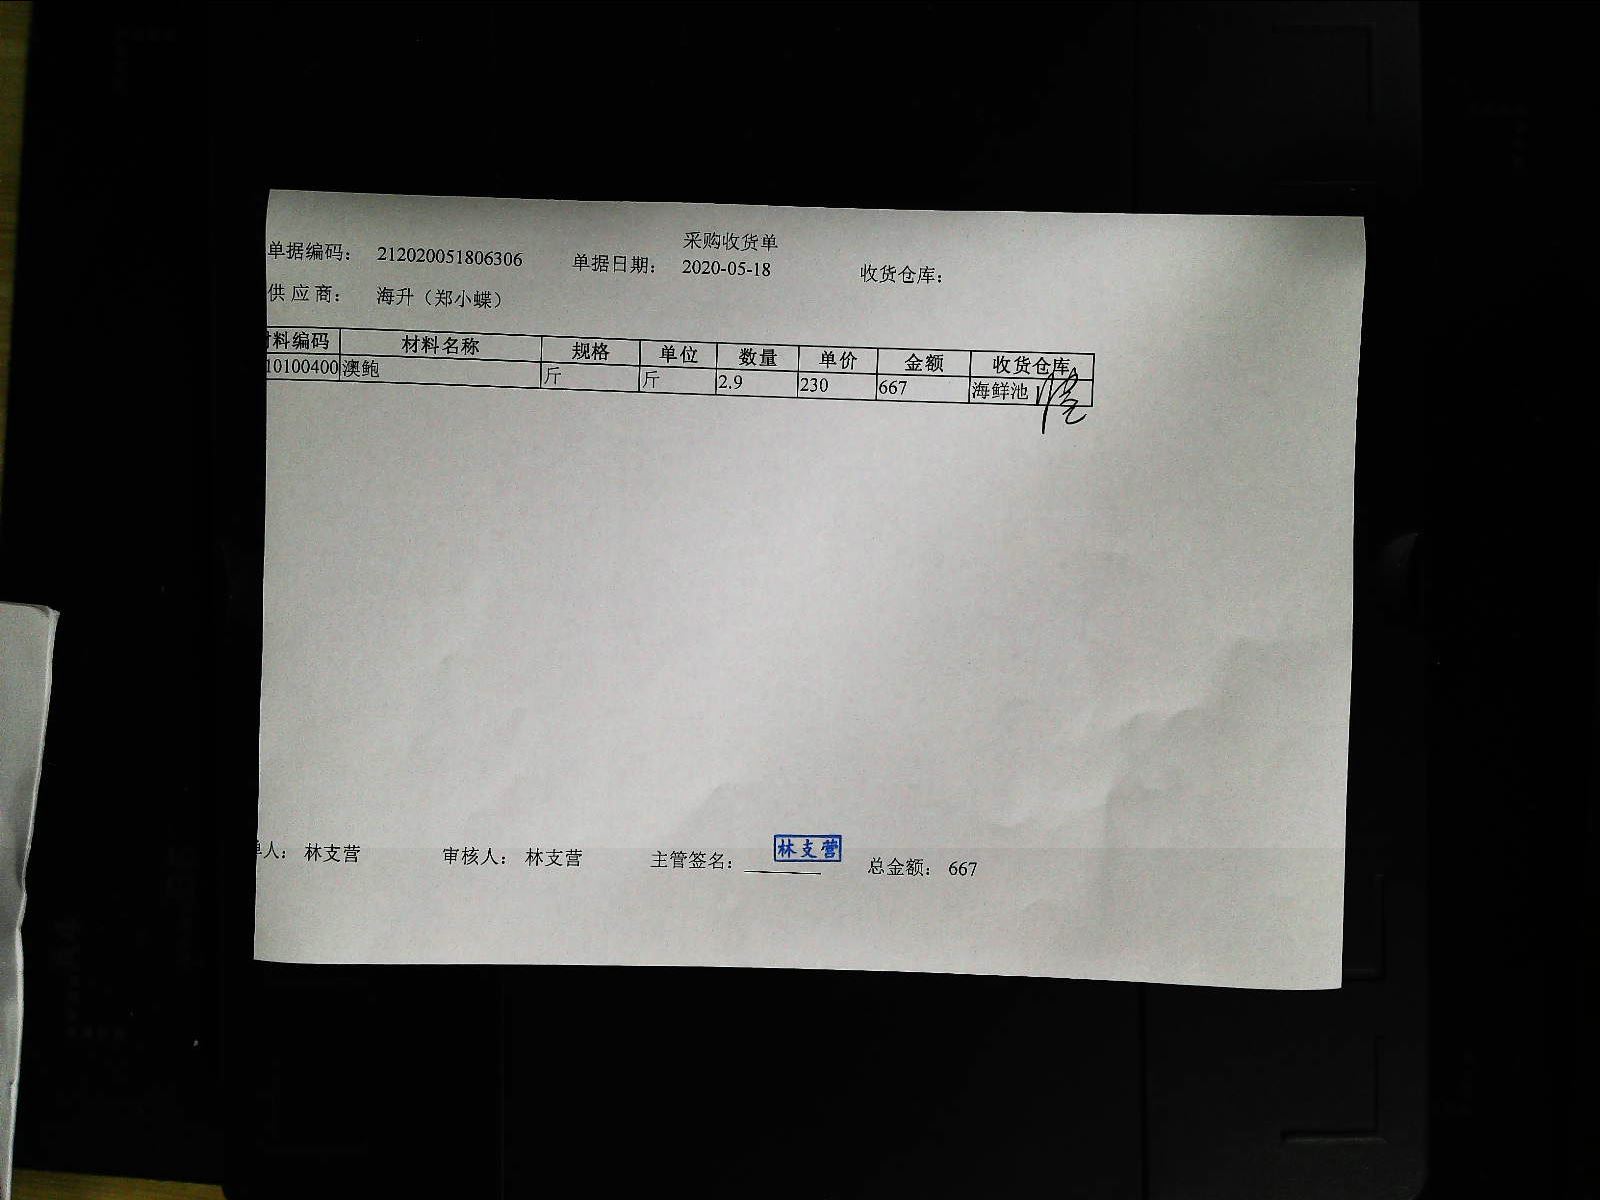 采购收货单
单据编码： 212020051806306 单据日期： 2020-05-18 收货仓库：
供 应 商： 海升（郑小蝶）
料编码 材料名称 规格 单位 数量 单价 金额 收货仓库
10100400 澳鲍 斤 斤 2.9 230 667 海鲜池
人： 林支营 审核人： 林支营 主管签名： 林支营 总金额： 667